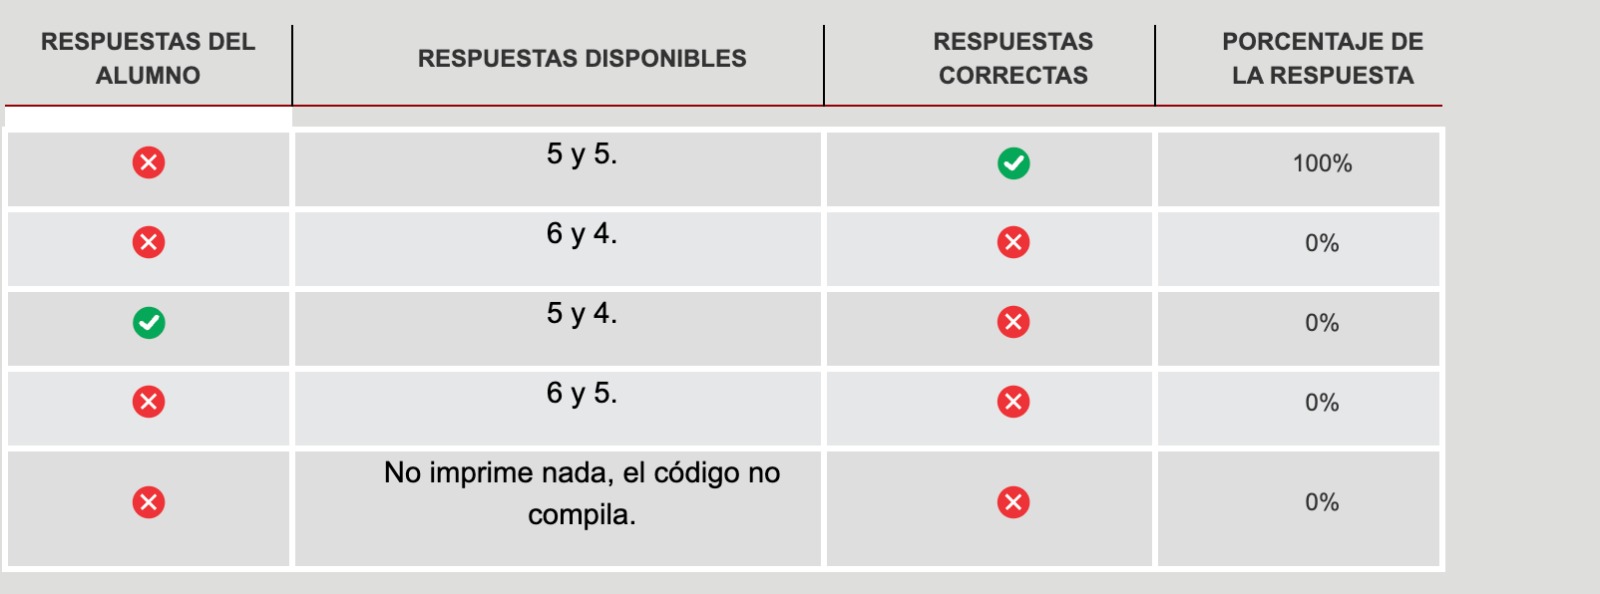 RESPUESTAS DEL
ALUMNO
RESPUESTAS DISPONIBLES
RESPUESTAS
CORRECTAS
PORCENTAJE DE
LA RESPUESTA
5 y 5.
100%
6 y 4.
0%
5 y 4.
0%
6 y 5.
0%
No imprime nada, el código no
compila.
0%